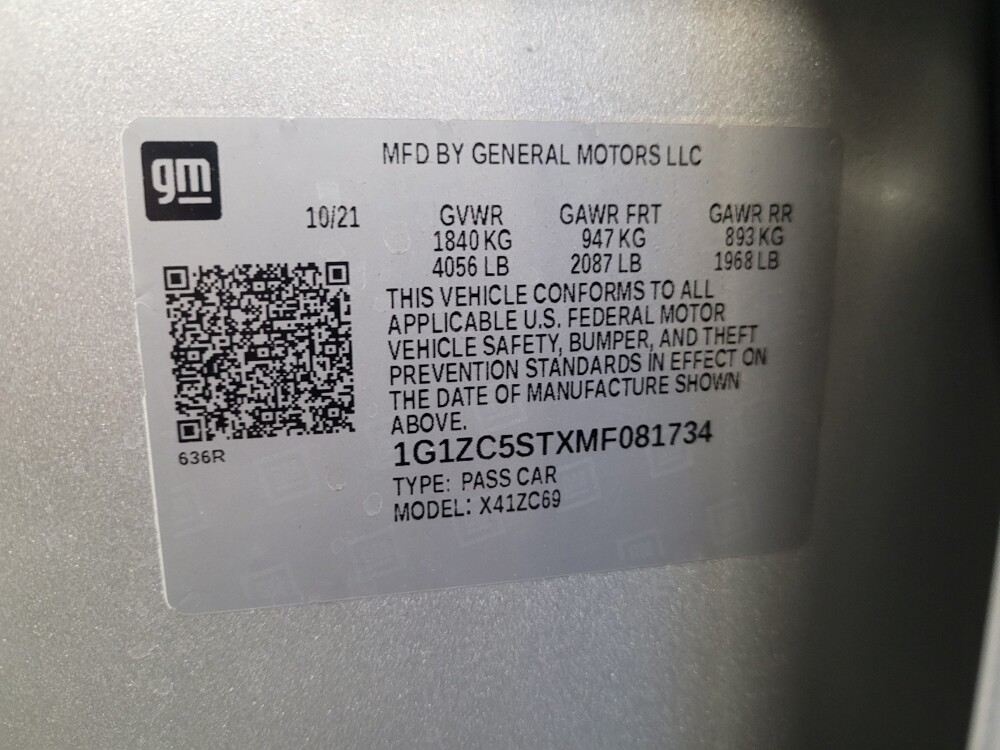 gm
MFD BY GENERAL MOTORS LLC
10/21 GVWR GAWR FRT GAWR RR
1840 KG 947 KG 893 KG
4056 LB 2087 LB 1968 LB
THIS VEHICLE CONFORMS TO ALL
APPLICABLE U.S. FEDERAL MOTOR
VEHICLE SAFETY, BUMPER, AND THEFT
PREVENTION STANDARDS IN EFFECT ON
THE DATE OF MANUFACTURE SHOWN
ABOVE.
636R
1G1ZC5STXMF081734
TYPE: PASS CAR
MODEL: X41ZC69